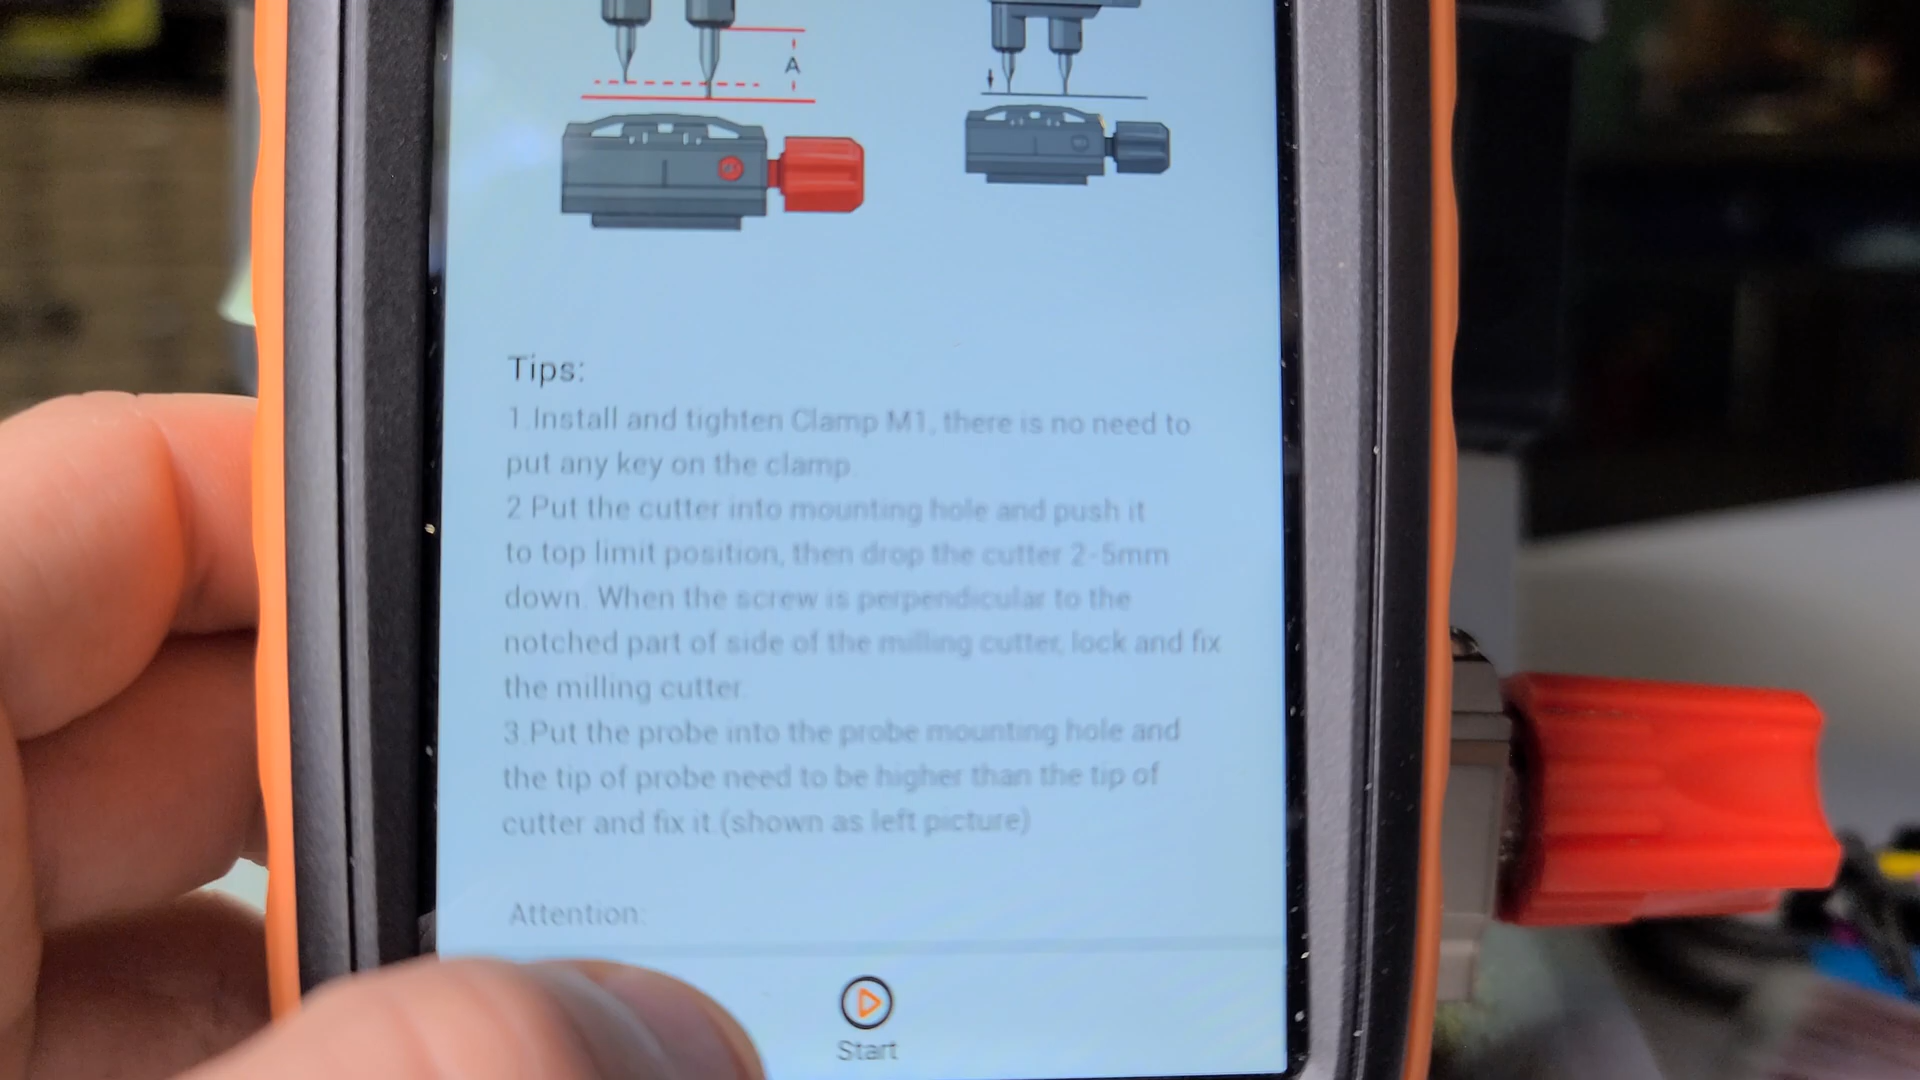 A
Tips:
1.Install and tighten Clamp M1, there is no need to
put any key on the clamp.
2 Put the cutter into mounting hole and push it
to top limit position, then drop the cutter 2-5mm
down. When the screw is perpendicular to the
notched part of side of the milling cutter, lock and fix
the milling cutter.
3.Put the probe into the probe mounting hole and
the tip of probe need to be higher than the tip of
cutter and fix it.(shown as left picture)
Attention:
Start